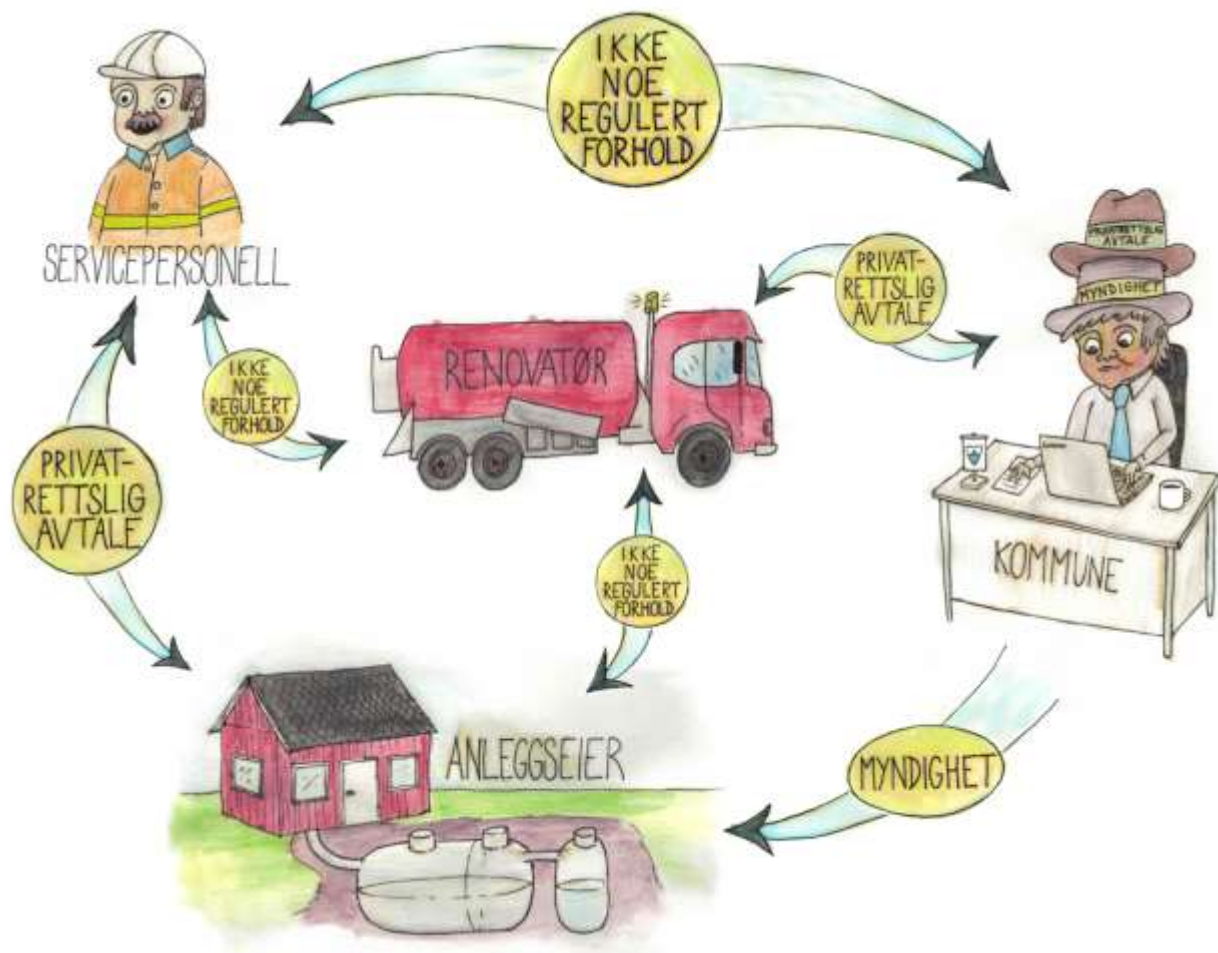 IKKE
NOE
REGULERT
FORHOLD
SERVICEPERSONELL
PRIVAT-
RETTSLIG
AVTALE
PRIVATRETTSLIG
AVTALE
MYNDIGHET
IKKE
NOE
REGULERT
FORHOLD
RENOVATØR
PRIVAT-
RETTSLIG
AVTALE
KOMMUNE
IKKE
NOE
REGULERT
FORHOLD
ANLEGGSEIER
MYNDIGHET